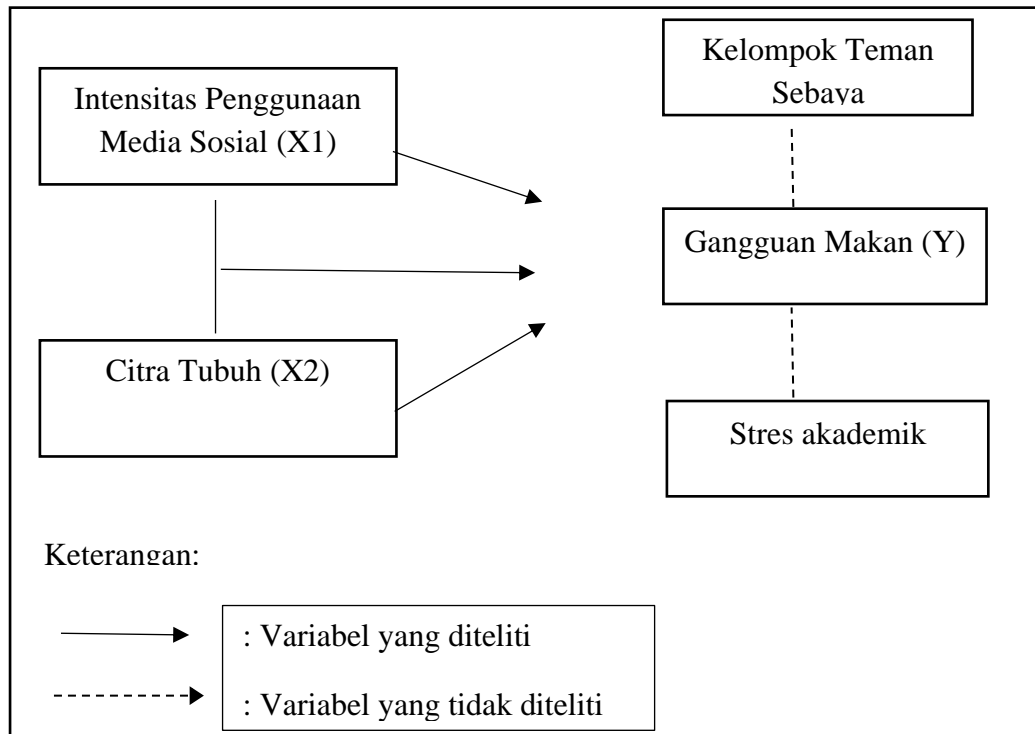 Intensitas Penggunaan
Media Sosial (X1)
Kelompok Teman
Sebaya
Gangguan Makan (Y)
Citra Tubuh (X2)
Stres akademik
Keterangan:
: Variabel yang diteliti
: Variabel yang tidak diteliti